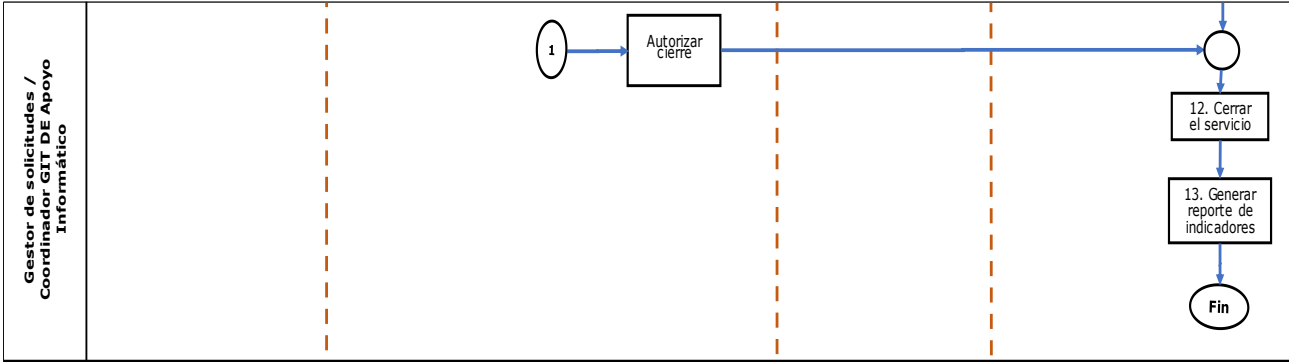 Gestor de solicitudes /
Coordinador GIT DE Apoyo
Informático
1
Autorizar
cierre
12. Cerrar
el servicio
13. Generar
reporte de
indicadores
Fin